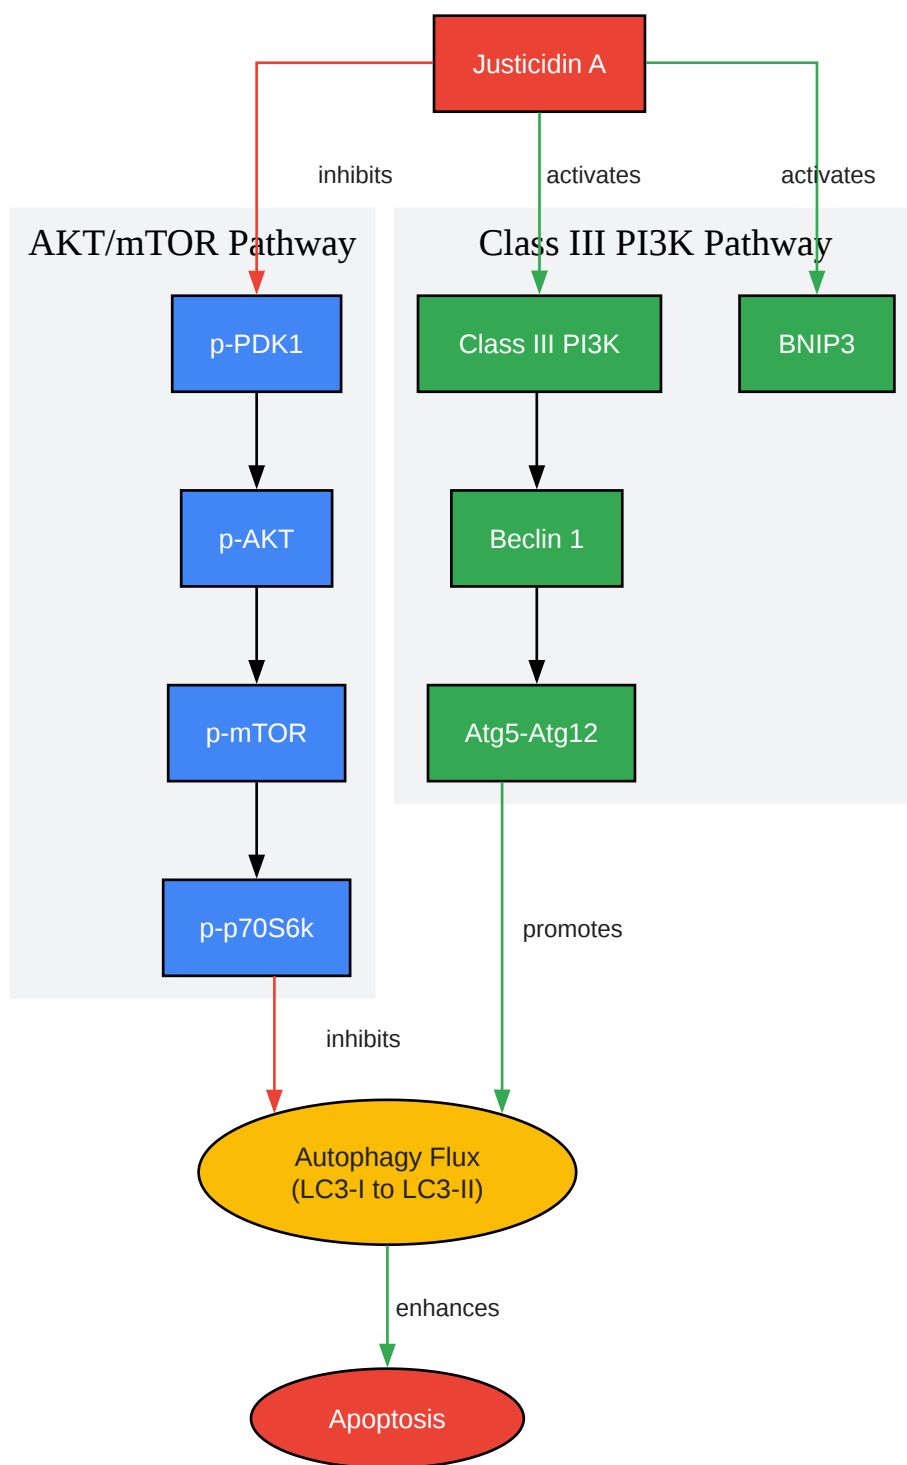 Justicidin A
inhibits
activates
activates
AKT/mTOR Pathway
Class III PI3K Pathway
p-PDK1
Class III PI3K
BNIP3
p-AKT
Beclin 1
p-mTOR
Atg5-Atg12
p-p70S6k
promotes
inhibits
Autophagy Flux
(LC3-I to LC3-II)
enhances
Apoptosis